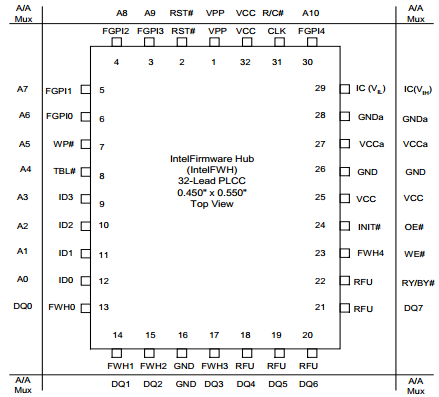 A/A Mux A8 A9 RST# VPP VCC R/C# A10 A/A Mux
FGPI2 FGPI3 RST# VPP VCC CLK FGPI4
4 3 2 1 32 31 30
A7 FGPI1 5 29 IC (VIL) IC(VIH)
A6 FGPI0 6 28 GNDa GNDa
A5 WP# 7 27 VCCa VCCa
A4 TBL# 8 26 GND GND
A3 ID3 9 25 VCC VCC
A2 ID2 10 24 INIT# OE#
A1 ID1 11 23 FWH4 WE#
A0 ID0 12 22 RFU RY/BY#
DQ0 FWH0 13 21 RFU DQ7
IntelFirmware Hub
(IntelFWH)
32-Lead PLCC
0.450" x 0.550"
Top View
14 15 16 17 18 19 20
FWH1 FWH2 GND FWH3 RFU RFU RFU
A/A Mux DQ1 DQ2 GND DQ3 DQ4 DQ5 DQ6 A/A Mux